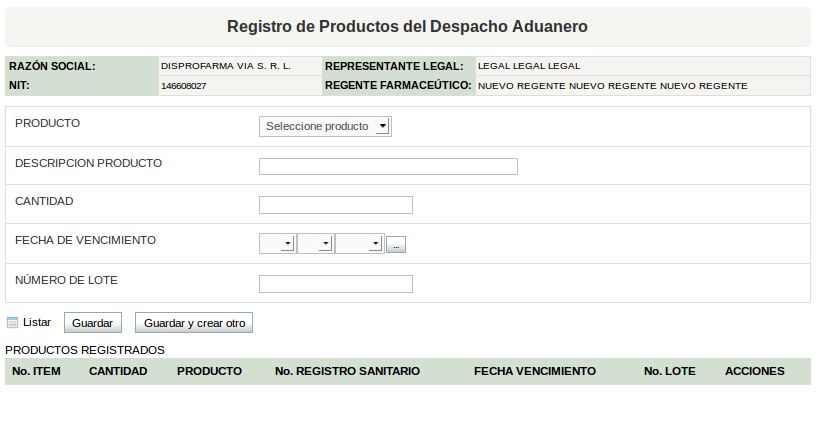 Registro de Productos del Despacho Aduanero
RAZÓN SOCIAL: DISPROFARMA VIA S. R. L. REPRESENTANTE LEGAL: LEGAL LEGAL LEGAL
NIT: 146608027 REGENTE FARMACEÚTICO: NUEVO REGENTE NUEVO REGENTE NUEVO REGENTE
PRODUCTO Seleccione producto
DESCRIPCION PRODUCTO
CANTIDAD
FECHA DE VENCIMIENTO ...
NÚMERO DE LOTE
Listar Guardar Guardar y crear otro
PRODUCTOS REGISTRADOS
No. ITEM CANTIDAD PRODUCTO No. REGISTRO SANITARIO FECHA VENCIMIENTO No. LOTE ACCIONES